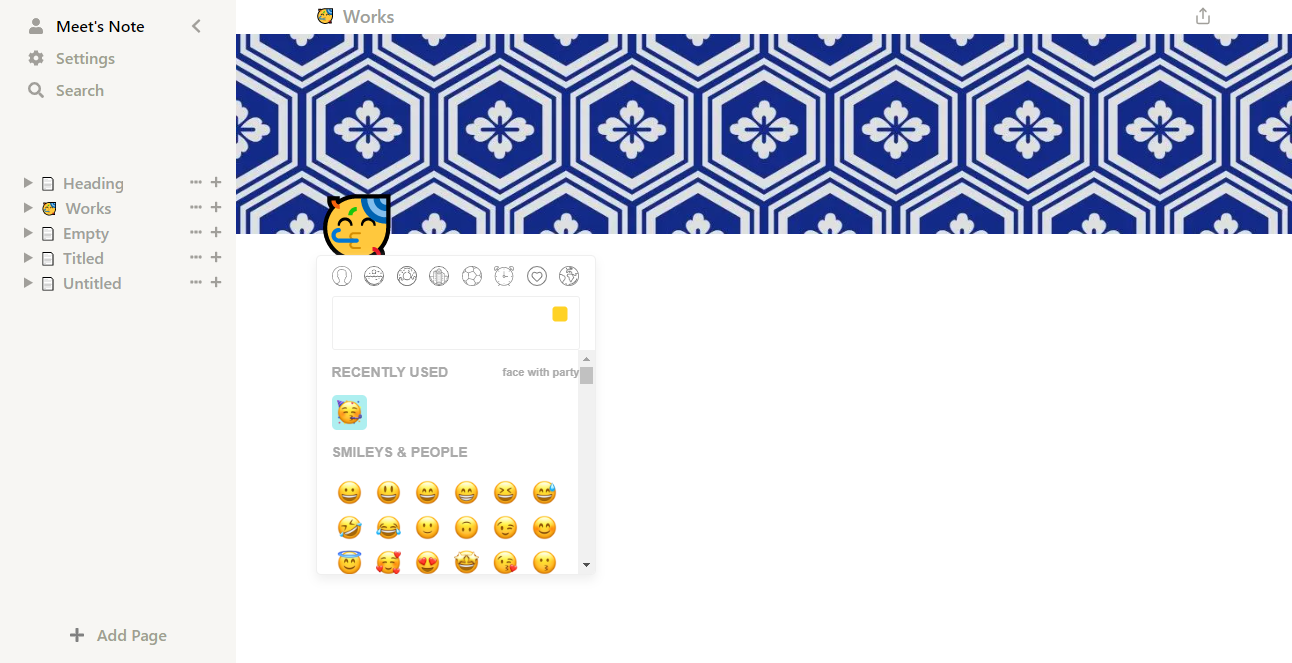 Meet's Note
Settings
Search
Heading
Works
Empty
Titled
Untitled
Add Page
Works
RECENTLY USED
face with party
SMILEYS & PEOPLE